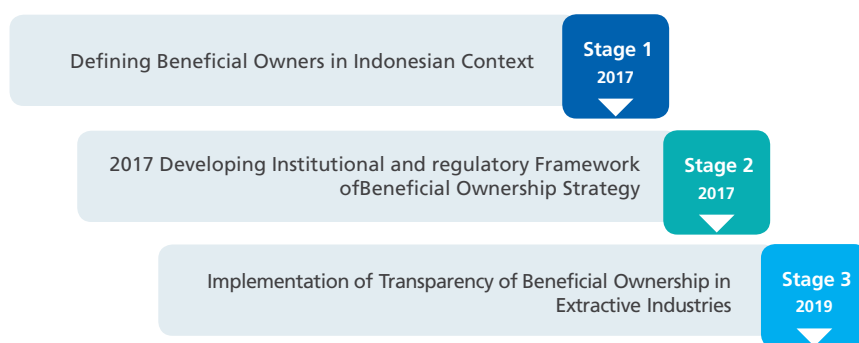 Defining Beneficial Owners in Indonesian Context
Stage 1
2017
2017 Developing Institutional and regulatory Framework
ofBeneficial Ownership Strategy
Stage 2
2017
Implementation of Transparency of Beneficial Ownership in
Extractive Industries
Stage 3
2019